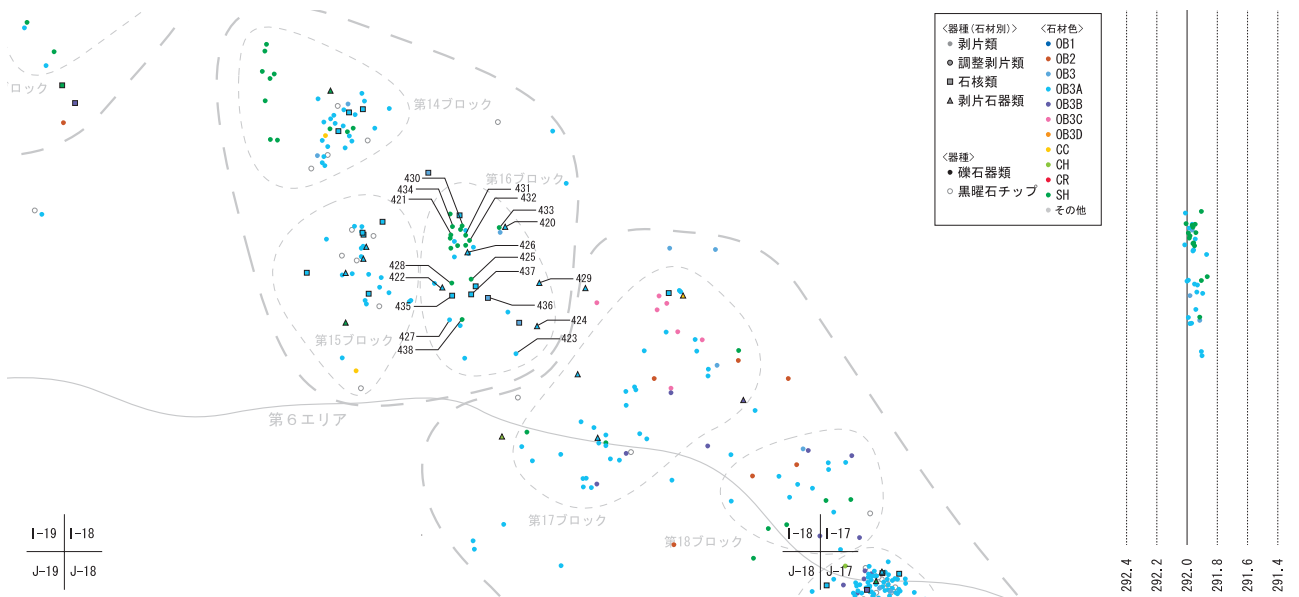 ロック
第14ブロック
第16ブロック
430
434
421
431
432
433
420
426
425
437
428
422
435
429
436
424
423
427
438
第15ブロック
第6エリア
第17ブロック
第18ブロック
I-19 I-18
J-19 J-18
I-18 I-17
J-18 J-17
<器種(石材別)>
剥片類
調整剥片類
石核類
剥片石器類
<器種>
礫石器類
黒曜石チップ
<石材色>
OB1
OB2
OB3
OB3A
OB3B
OB3C
OB3D
CC
CH
CR
SH
その他
292.4
292.2
292.0
291.8
291.6
291.4